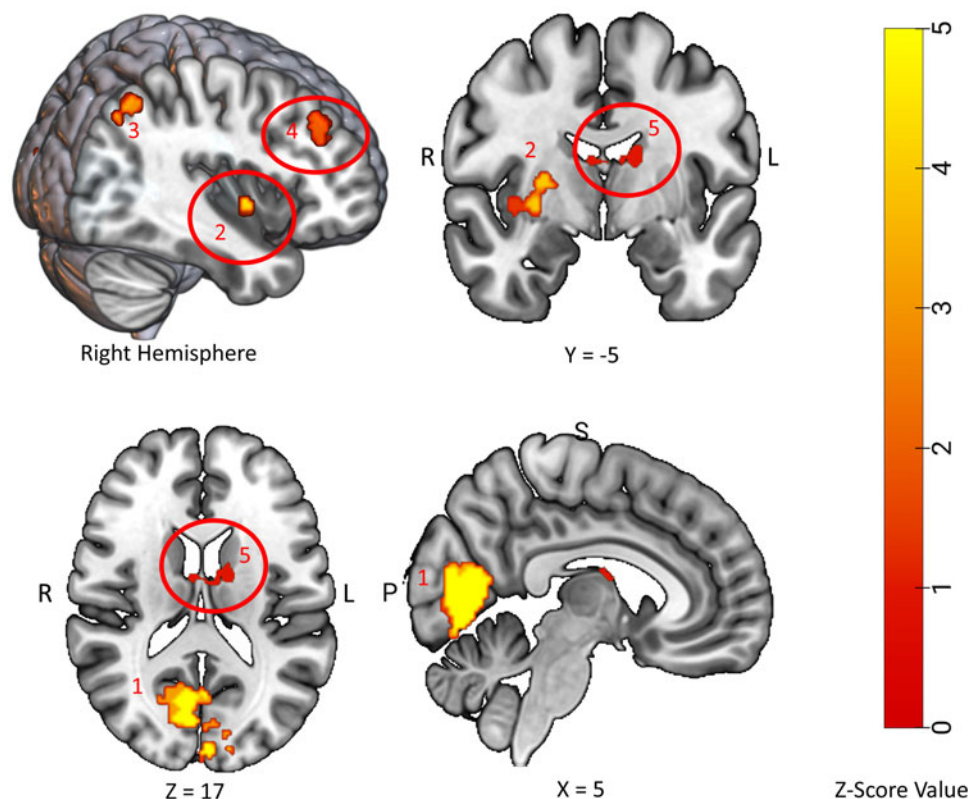 3
4
2
Right Hemisphere
R
2
5
L
Y = -5
R
5
L
1
Z = 17
S
P
1
X = 5
5
4
3
2
1
0
Z-Score Value